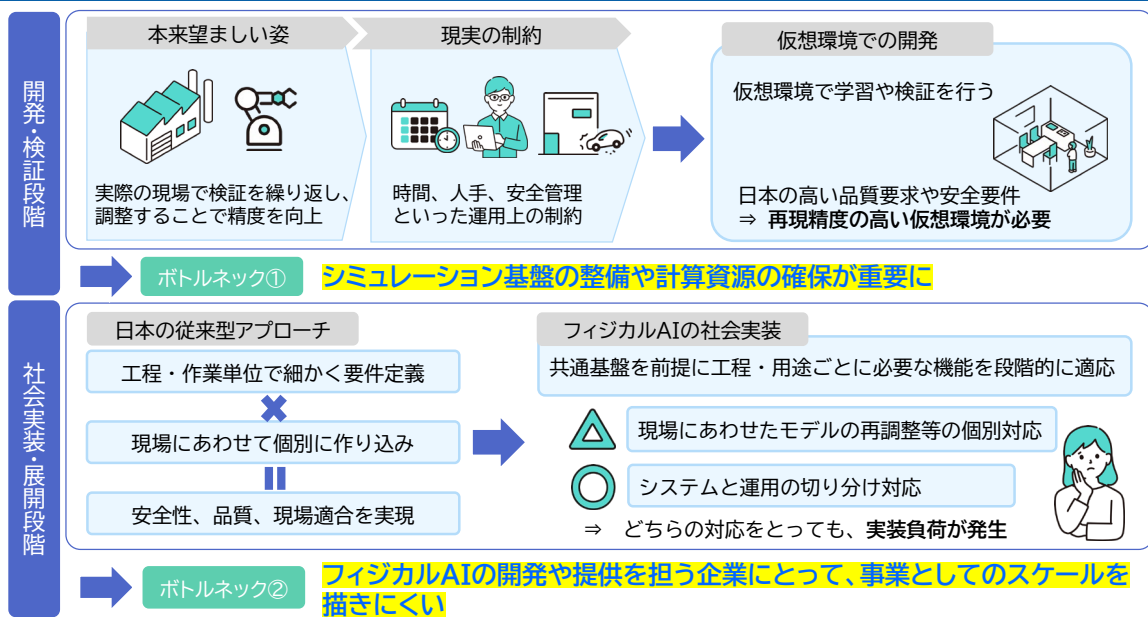 開発・検証段階
本来望ましい姿
実際の現場で検証を繰り返し、
調整することで精度を向上
現実の制約
時間、人手、安全管理
といった運用上の制約
仮想環境での開発
仮想環境で学習や検証を行う
日本の高い品質要求や安全要件
⇒ 再現精度の高い仮想環境が必要
ボトルネック①
シミュレーション基盤の整備や計算資源の確保が重要に
社会実装・展開段階
日本の従来型アプローチ
工程・作業単位で細かく要件定義
現場にあわせて個別に作り込み
安全性、品質、現場適合を実現
フィジカルAIの社会実装
共通基盤を前提に工程・用途ごとに必要な機能を段階的に適応
現場にあわせたモデルの再調整等の個別対応
システムと運用の切り分け対応
⇒ どちらの対応をとっても、実装負荷が発生
ボトルネック②
フィジカルAIの開発や提供を担う企業にとって、事業としてのスケールを
描きにくい